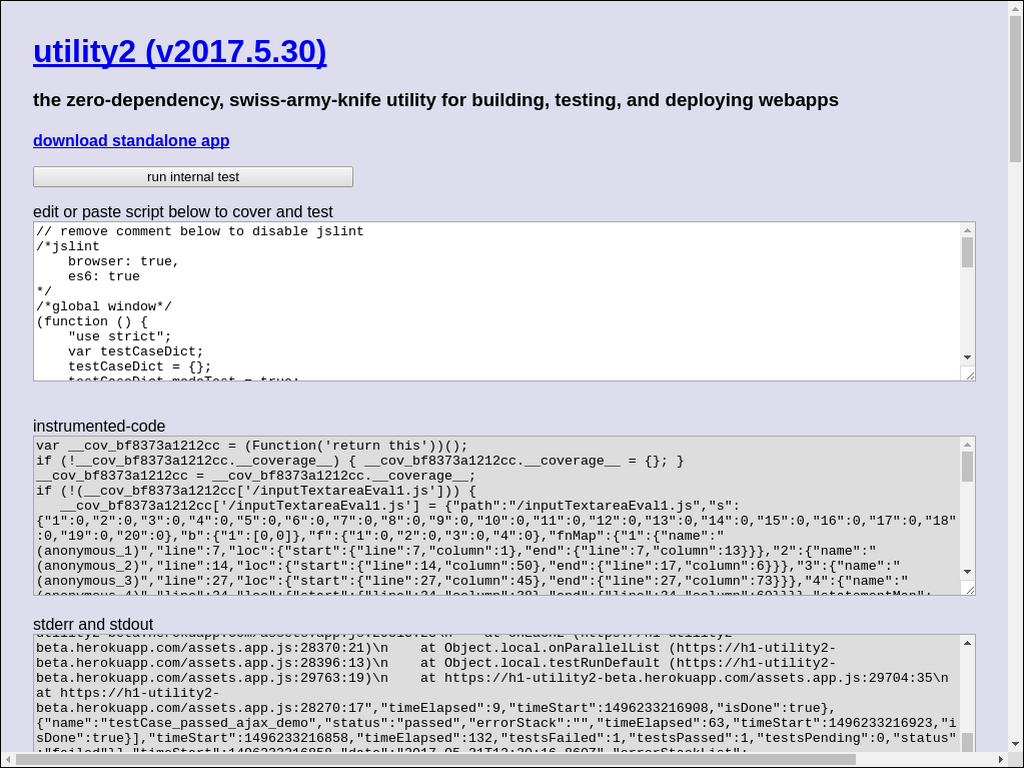 utility2 (v2017.5.30)
the zero-dependency, swiss-army-knife utility for building, testing, and deploying webapps
download standalone app
run internal test
edit or paste script below to cover and test
// remove comment below to disable jslint
/*jslint
    browser: true,
    es6: true
*/
/*global window*/
(function () {
    "use strict";
    var testCaseDict;
    testCaseDict = {};
    testCaseDict.modeTest = true;
instrumented-code
var __cov_bf8373a1212cc = (Function('return this'))();
if (!__cov_bf8373a1212cc.__coverage__) { __cov_bf8373a1212cc.__coverage__ = {}; }
__cov_bf8373a1212cc = __cov_bf8373a1212cc.__coverage__;
if (!(__cov_bf8373a1212cc['/inputTextareaEval1.js'])) {
   __cov_bf8373a1212cc['/inputTextareaEval1.js'] = {"path":"/inputTextareaEval1.js","s":
{"1":0,"2":0,"3":0,"4":0,"5":0,"6":0,"7":0,"8":0,"9":0,"10":0,"11":0,"12":0,"13":0,"14":0,"15":0,"16":0,"17":0,"18"
:0,"19":0,"20":0},"b":{"1":[0,0]},"f":{"1":0,"2":0,"3":0,"4":0},"fnMap":{"1":{"name":"
(anonymous_1)","line":7,"loc":{"start":{"line":7,"column":1},"end":{"line":7,"column":13}}},"2":{"name":"
(anonymous_2)","line":14,"loc":{"start":{"line":14,"column":50},"end":{"line":17,"column":6}}},"3":{"name":"
(anonymous_3)","line":27,"loc":{"start":{"line":27,"column":45},"end":{"line":27,"column":73}}},"4":{"name":"
stderr and stdout
beta.herokuapp.com/assets.app.js:28370:21)\n    at Object.local.onParallelList (https://h1-utility2-
beta.herokuapp.com/assets.app.js:28396:13)\n    at Object.local.testRunDefault (https://h1-utility2-
beta.herokuapp.com/assets.app.js:29763:19)\n    at https://h1-utility2-beta.herokuapp.com/assets.app.js:29704:35\n
at https://h1-utility2-
beta.herokuapp.com/assets.app.js:28270:17","timeElapsed":9,"timeStart":1496233216908,"isDone":true},
{"name":"testCase_passed_ajax_demo","status":"passed","errorStack":"","timeElapsed":63,"timeStart":1496233216923,"i
sDone":true}],"timeStart":1496233216858,"timeElapsed":132,"testsFailed":1,"testsPassed":1,"testsPending":0,"status"